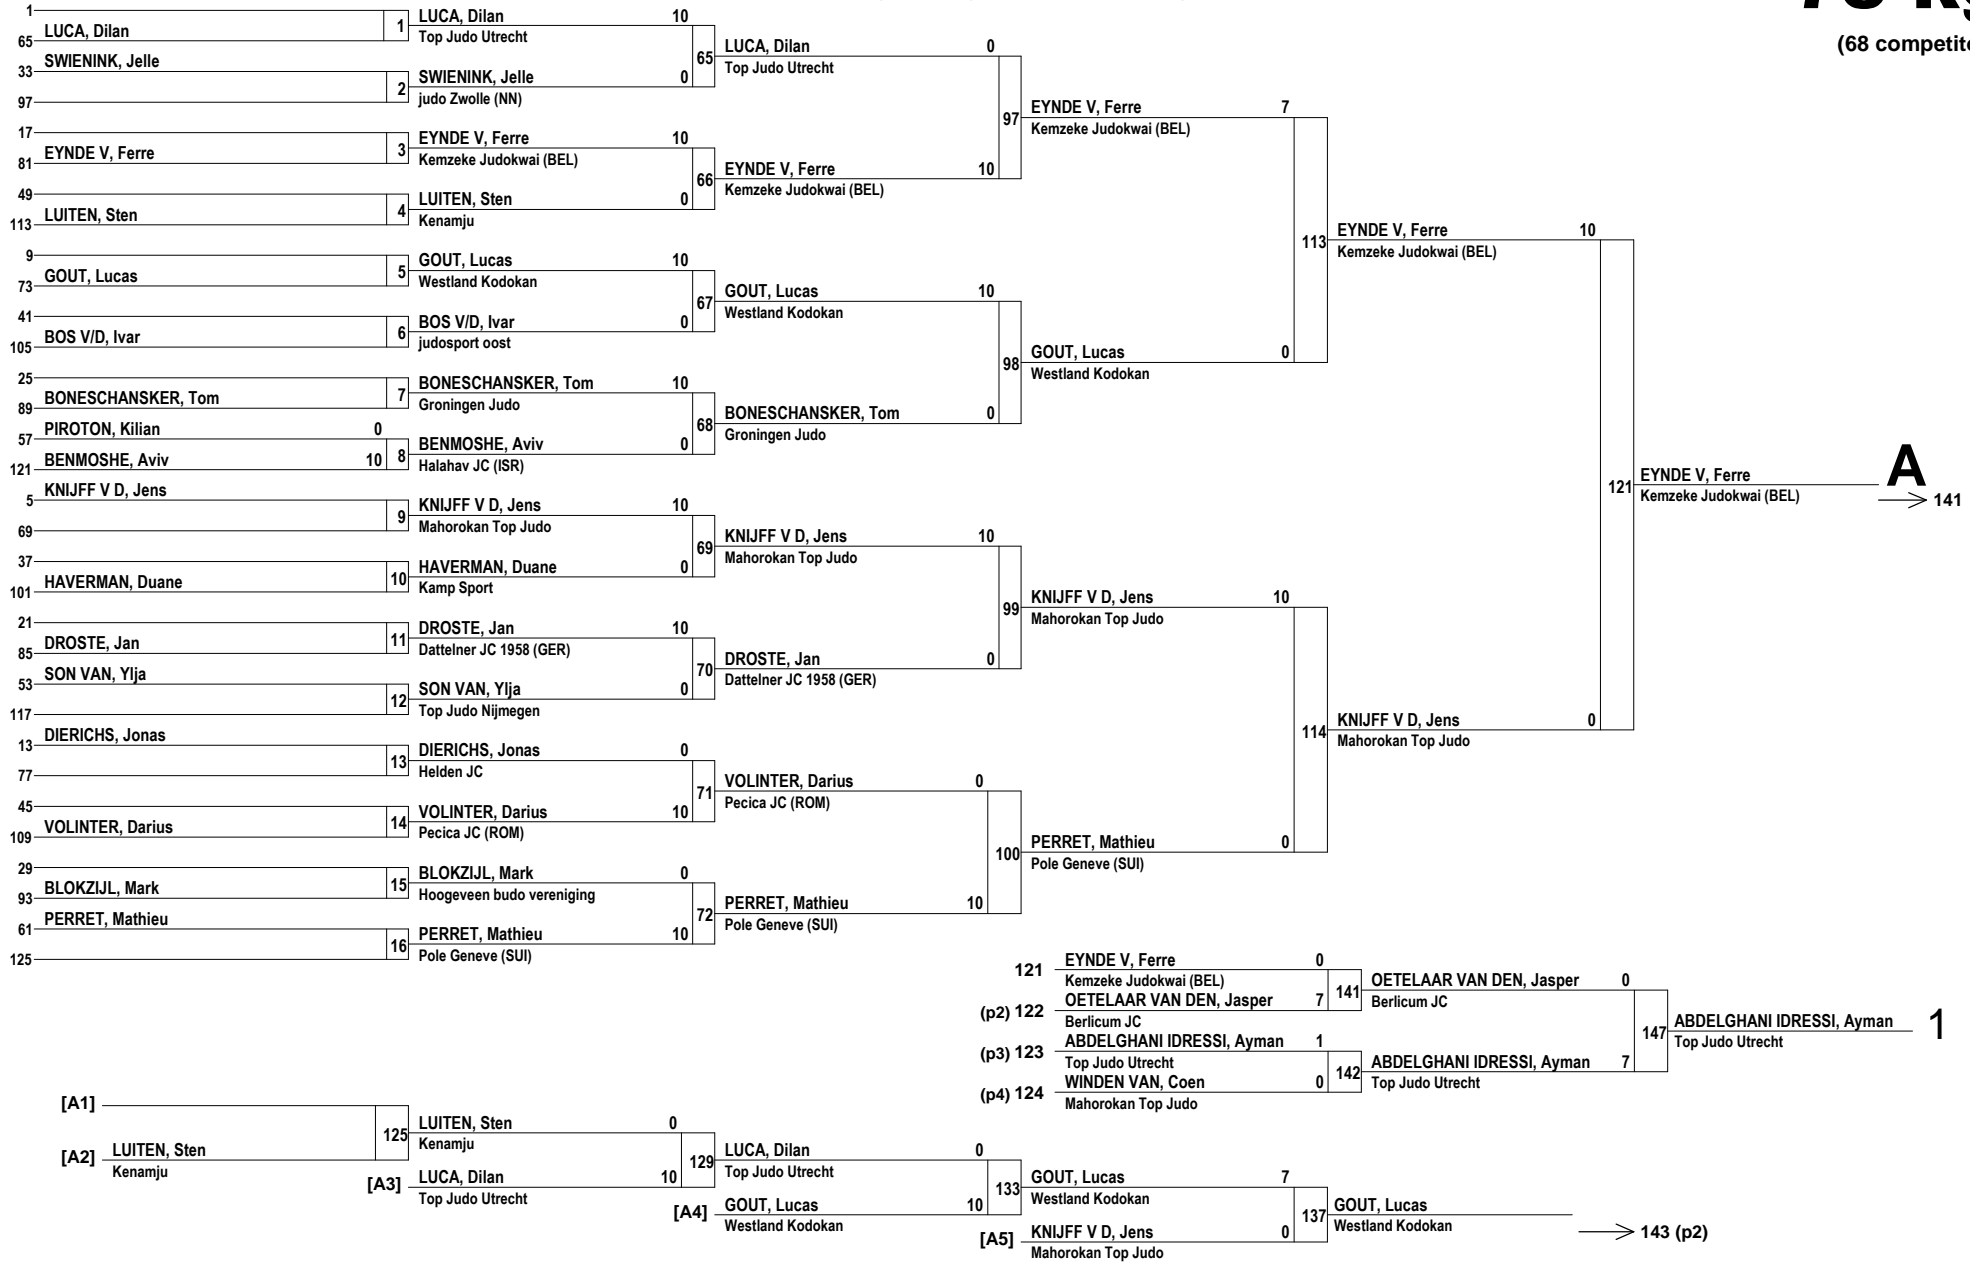 (68 competit
1
65 LUCA, Dilan
33 SWIENINK, Jelle
97
17
81 EYNDE V, Ferre
49
113 LUITEN, Sten
9
73 GOUT, Lucas
41
105 BOS V/D, Ivar
25
89 BONESCHANSKER, Tom
57 PIROTON, Kilian 0
121 BENMOSHE, Aviv 10
5 KNIJFF V D, Jens
69
37
101 HAVERMAN, Duane
21
85 DROSTE, Jan
53 SON VAN, Ylja
117
13 DIERICHS, Jonas
77
45
109 VOLINTER, Darius
29
93 BLOKZIJL, Mark
61 PERRET, Mathieu
125
1 LUCA, Dilan 10
Top Judo Utrecht
2 SWIENINK, Jelle 0
judo Zwolle (NN)
3 EYNDE V, Ferre 10
Kemzeke Judokwai (BEL)
4 LUITEN, Sten 0
Kenamju
5 GOUT, Lucas 10
Westland Kodokan
6 BOS V/D, Ivar 0
judosport oost
7 BONESCHANSKER, Tom 10
Groningen Judo
8 BENMOSHE, Aviv 0
Halahav JC (ISR)
9 KNIJFF V D, Jens 10
Mahorokan Top Judo
10 HAVERMAN, Duane 0
Kamp Sport
11 DROSTE, Jan 10
Dattelner JC 1958 (GER)
12 SON VAN, Ylja 0
Top Judo Nijmegen
13 DIERICHS, Jonas 0
Helden JC
14 VOLINTER, Darius 10
Pecica JC (ROM)
15 BLOKZIJL, Mark 0
Hoogeveen budo vereniging
16 PERRET, Mathieu 10
Pole Geneve (SUI)
65 LUCA, Dilan 0
Top Judo Utrecht
66 EYNDE V, Ferre 10
Kemzeke Judokwai (BEL)
67 GOUT, Lucas 10
Westland Kodokan
68 BONESCHANSKER, Tom 0
Groningen Judo
69 KNIJFF V D, Jens 10
Mahorokan Top Judo
70 DROSTE, Jan 0
Dattelner JC 1958 (GER)
71 VOLINTER, Darius 0
Pecica JC (ROM)
72 PERRET, Mathieu 10
Pole Geneve (SUI)
97 EYNDE V, Ferre 7
Kemzeke Judokwai (BEL)
98 GOUT, Lucas 0
Westland Kodokan
99 KNIJFF V D, Jens 10
Mahorokan Top Judo
100 PERRET, Mathieu 0
Pole Geneve (SUI)
113 EYNDE V, Ferre 10
Kemzeke Judokwai (BEL)
114 KNIJFF V D, Jens 0
Mahorokan Top Judo
121 EYNDE V, Ferre
Kemzeke Judokwai (BEL)
A
141
121 EYNDE V, Ferre 0
Kemzeke Judokwai (BEL)
(p2) 122 OETELAAR VAN DEN, Jasper 7
Berlicum JC
(p3) 123 ABDELGHANI IDRESSI, Ayman 1
Top Judo Utrecht
(p4) 124 WINDEN VAN, Coen 0
Mahorokan Top Judo
141 OETELAAR VAN DEN, Jasper 0
Berlicum JC
142 ABDELGHANI IDRESSI, Ayman 7
Top Judo Utrecht
147 ABDELGHANI IDRESSI, Ayman 1
Top Judo Utrecht
[A1]
[A2] LUITEN, Sten
Kenamju
125 LUITEN, Sten 0
Kenamju
[A3] LUCA, Dilan 10
Top Judo Utrecht
129 LUCA, Dilan 0
Top Judo Utrecht
[A4] GOUT, Lucas 10
Westland Kodokan
133 GOUT, Lucas 7
Westland Kodokan
[A5] KNIJFF V D, Jens 0
Mahorokan Top Judo
137 GOUT, Lucas
Westland Kodokan
143 (p2)